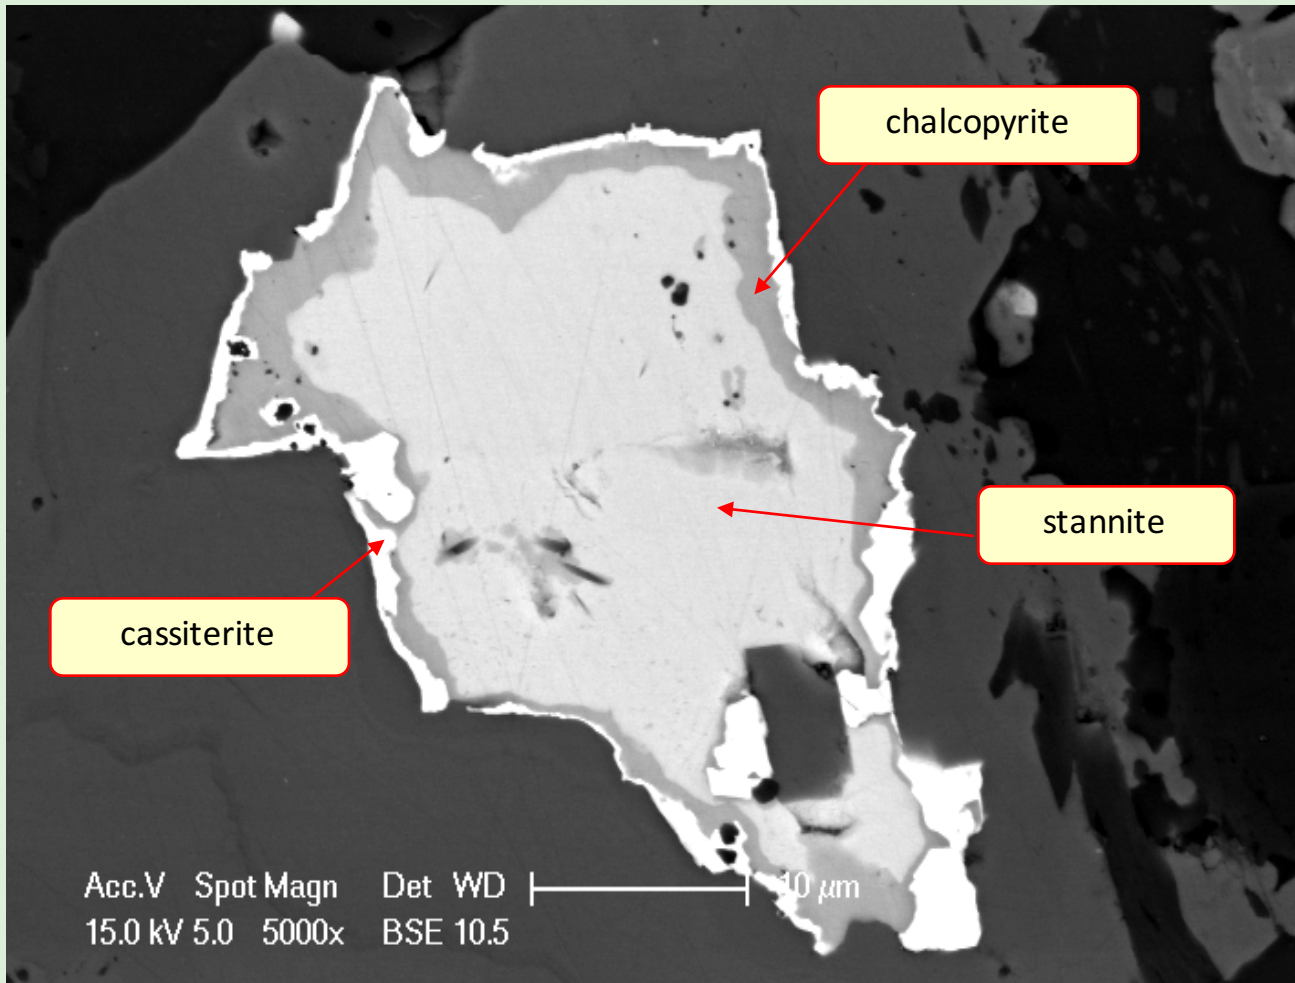 chalcopyrite
stannite
cassiterite
Acc.V Spot Magn Det WD 10 µm
15.0 kV 5.0 5000x BSE 10.5